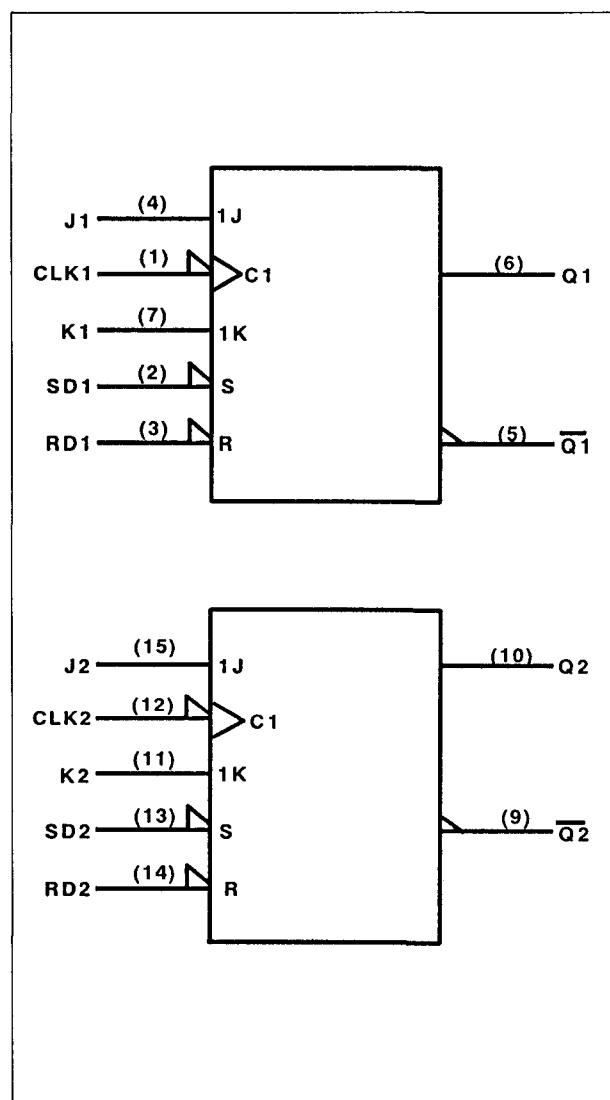 (4)
J1 1J
(1)
CLK1 C1 (6) Q1
(7)
K1 1K
(2)
SD1 S
(3)
RD1 R (5) Q1
(15)
J2 1J (10) Q2
(12)
CLK2 C1
(11)
K2 1K
(13)
SD2 S (9) Q2
(14)
RD2 R